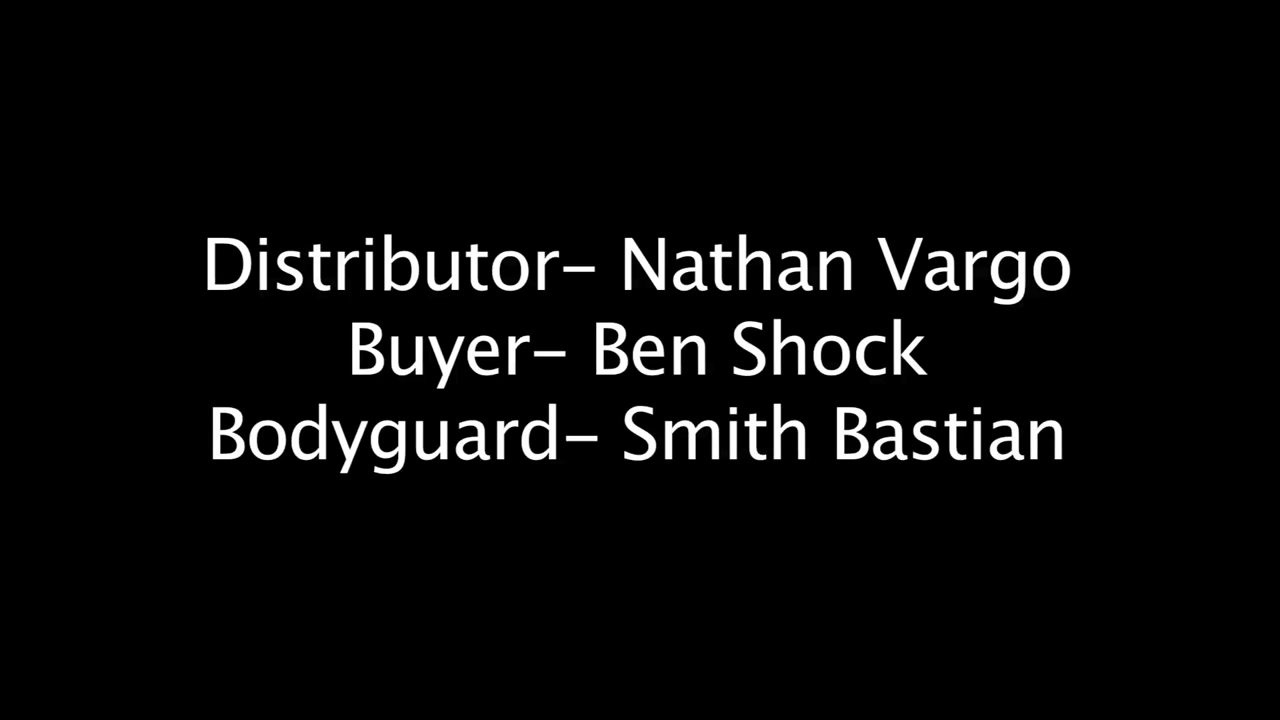 Distributor- Nathan Vargo
Buyer- Ben Shock
Bodyguard- Smith Bastian